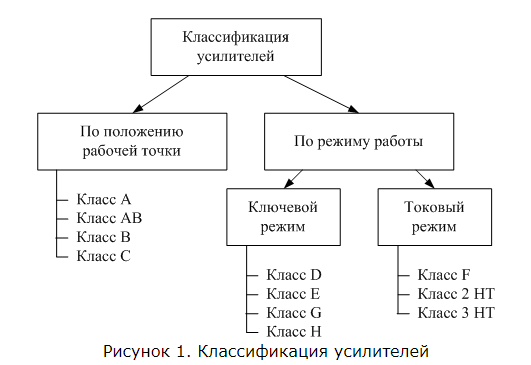 Классификация
усилителей
По положению
рабочей точки
По режиму работы
Класс A
Класс AB
Класс B
Класс C
Ключевой
режим
Токовый
режим
Класс D
Класс E
Класс G
Класс H
Класс F
Класс 2 НТ
Класс 3 НТ
Рисунок 1. Классификация усилителей